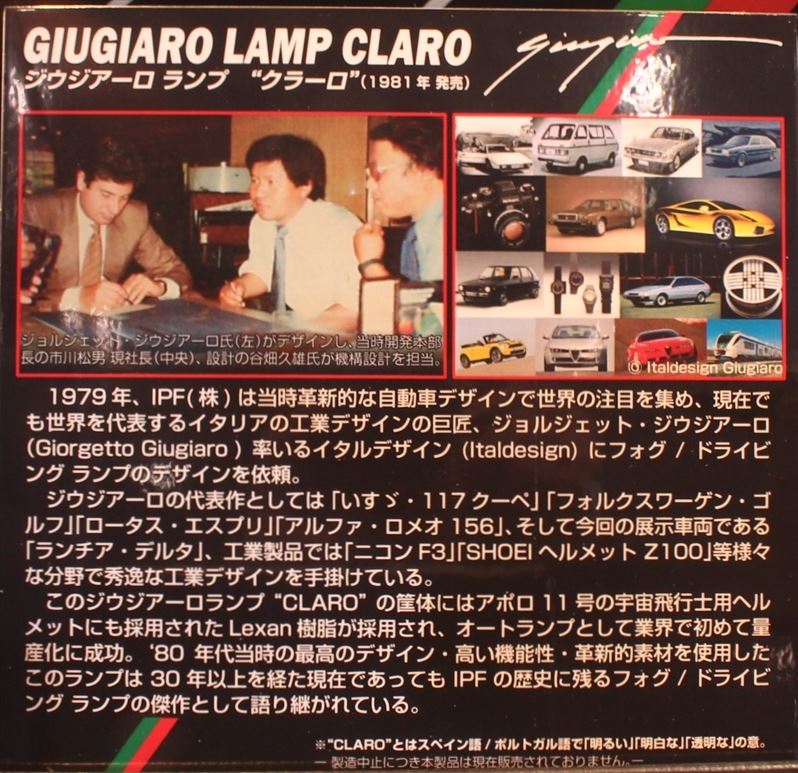 GIUGIARO LAMP CLARO
giugiaro
ジウジアーロ ランプ “クラーロ”(1981年 発売)
ジョルジェット・ジウジアーロ氏(左)がデザインし、当時開発本部
長の市川松男 現社長(中央)、設計の谷畑久雄氏が機構設計を担当。
© Italdesign Giugiaro
1979年、IPF(株)は当時革新的な自動車デザインで世界の注目を集め、現在で
も世界を代表するイタリアの工業デザインの巨匠、ジョルジェット・ジウジアーロ
(Giorgetto Giugiaro ) 率いるイタルデザイン (Italdesign) にフォグ / ドライビ
ング ランプのデザインを依頼。
ジウジアーロの代表作としては「いすゞ・117クーペ」「フォルクスワーゲン・ゴ
ルフ」「ロータス・エスプリ」「アルファ・ロメオ 156」、そして今回の展示車両である
「ランチア・デルタ」、工業製品では「ニコンF3」「SHOEIヘルメット Z100」等様々
な分野で秀逸な工業デザインを手掛けている。
このジウジアーロランプ “CLARO” の筐体にはアポロ 11 号の宇宙飛行士用ヘル
メットにも採用されたLexan樹脂が採用され、オートランプとして業界で初めて量
産化に成功。 '80 年代当時の最高のデザイン・高い機能性・革新的素材を使用した
このランプは 30 年以上を経た現在であっても IPF の歴史に残るフォグ / ドライビ
ング ランプの傑作として語り継がれている。
※“CLARO”とはスペイン語 / ポルトガル語で「明るい」「明白な」「透明な」の意。
― 製造中止につき本製品は現在販売されておりません。―